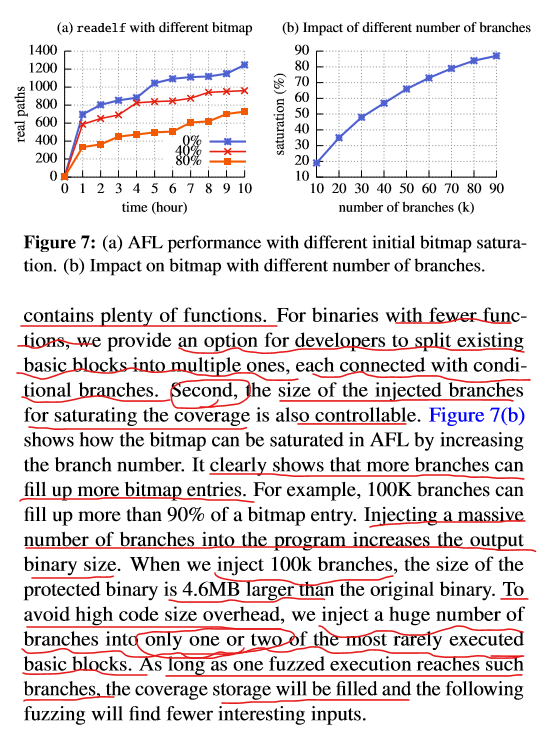 (a) readelf with different bitmap
(b) Impact of different number of branches
1400
1200
1000
800
600
400
200
0
real paths
0%
40%
80%
0 1 2 3 4 5 6 7 8 9 10
time (hour)
90
80
70
60
50
40
30
20
10
saturation (%)
10 20 30 40 50 60 70 80 90
number of branches (k)
Figure 7: (a) AFL performance with different initial bitmap satura-
tion. (b) Impact on bitmap with different number of branches.
contains plenty of functions. For binaries with fewer func-
tions, we provide an option for developers to split existing
basic blocks into multiple ones, each connected with condi-
tional branches. Second, the size of the injected branches
for saturating the coverage is also controllable. Figure 7(b)
shows how the bitmap can be saturated in AFL by increasing
the branch number. It clearly shows that more branches can
fill up more bitmap entries. For example, 100K branches can
fill up more than 90% of a bitmap entry. Injecting a massive
number of branches into the program increases the output
binary size. When we inject 100k branches, the size of the
protected binary is 4.6MB larger than the original binary. To
avoid high code size overhead, we inject a huge number of
branches into only one or two of the most rarely executed
basic blocks. As long as one fuzzed execution reaches such
branches, the coverage storage will be filled and the following
fuzzing will find fewer interesting inputs.